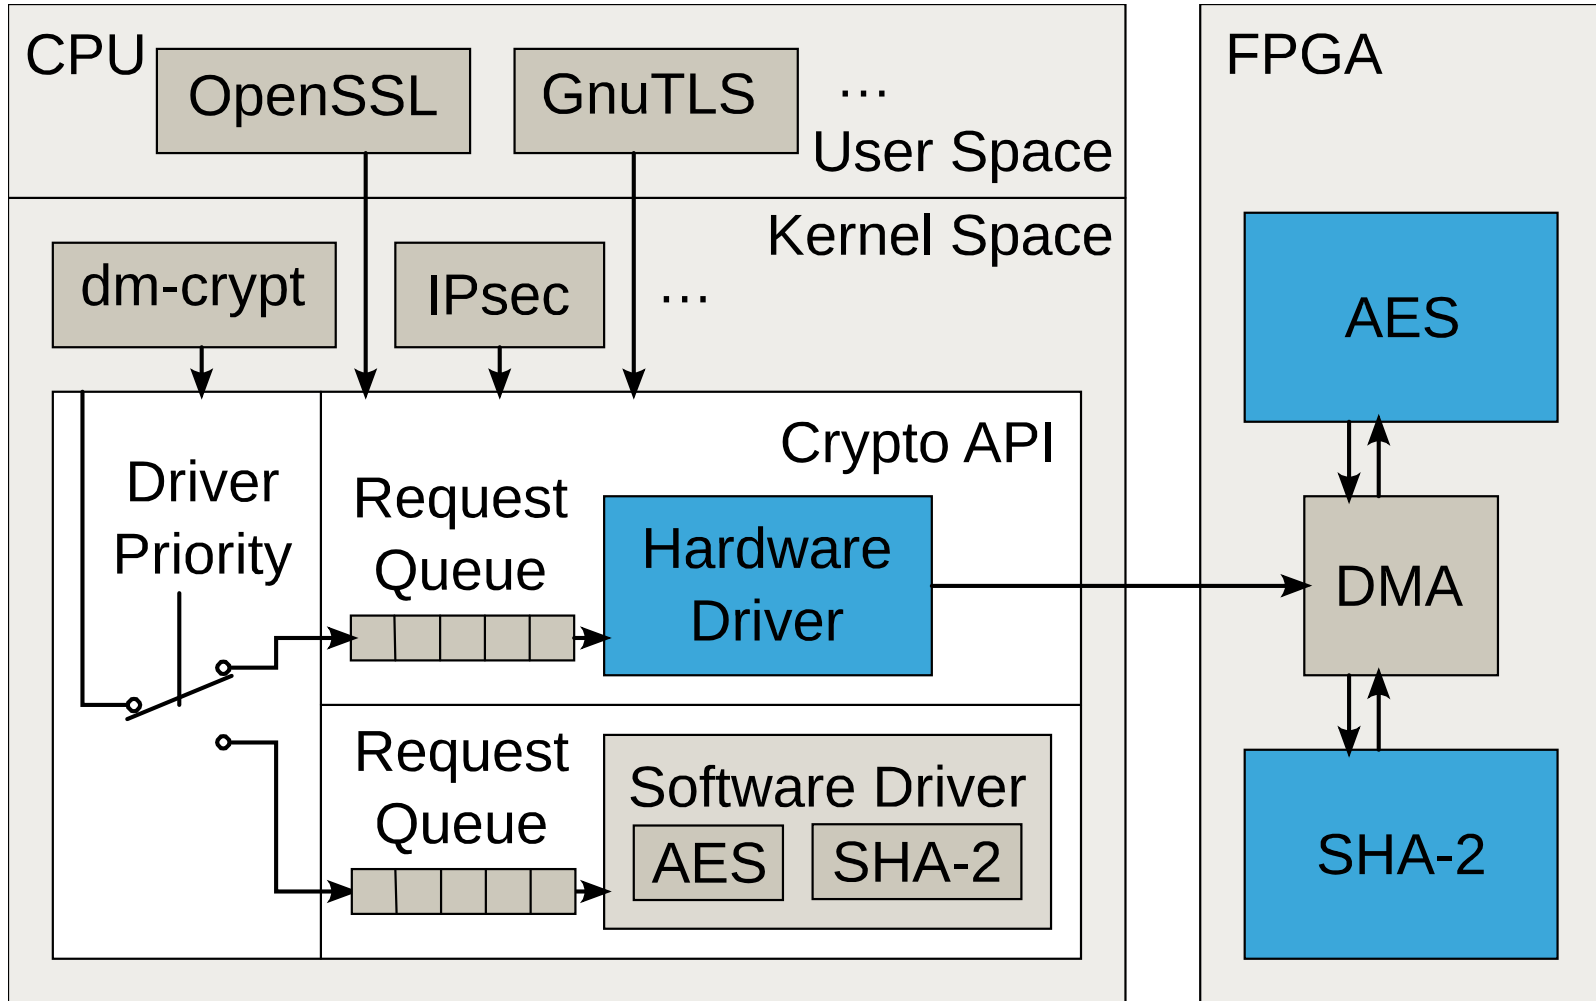 CPU
OpenSSL
GnuTLS
...
User Space
Kernel Space
dm-crypt
IPsec
...
Crypto API
Driver
Priority
Request
Queue
Hardware
Driver
Request
Queue
Software Driver
AES
SHA-2
FPGA
AES
DMA
SHA-2